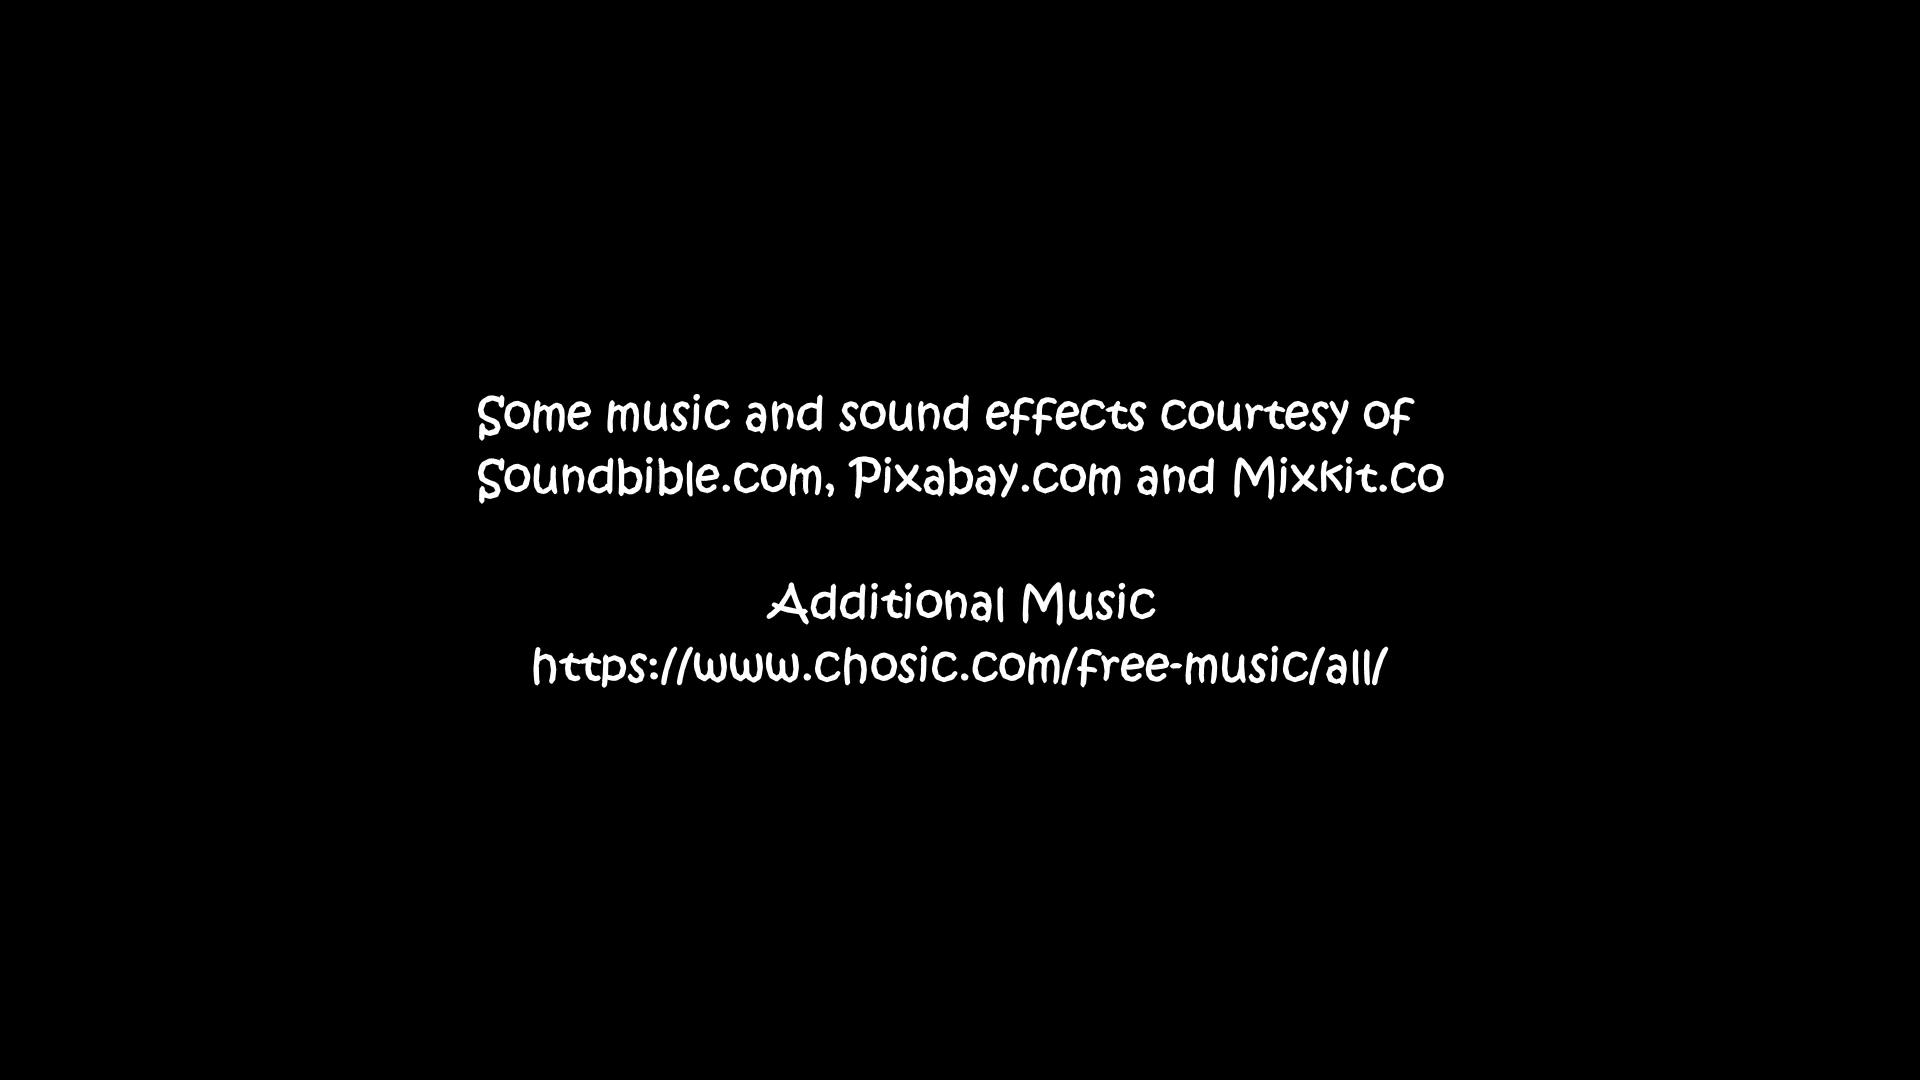 Some music and sound effects courtesy of
Soundbible.com, Pixabay.com and Mixkit.co
Additional Music
https://www.chosic.com/free-music/all/